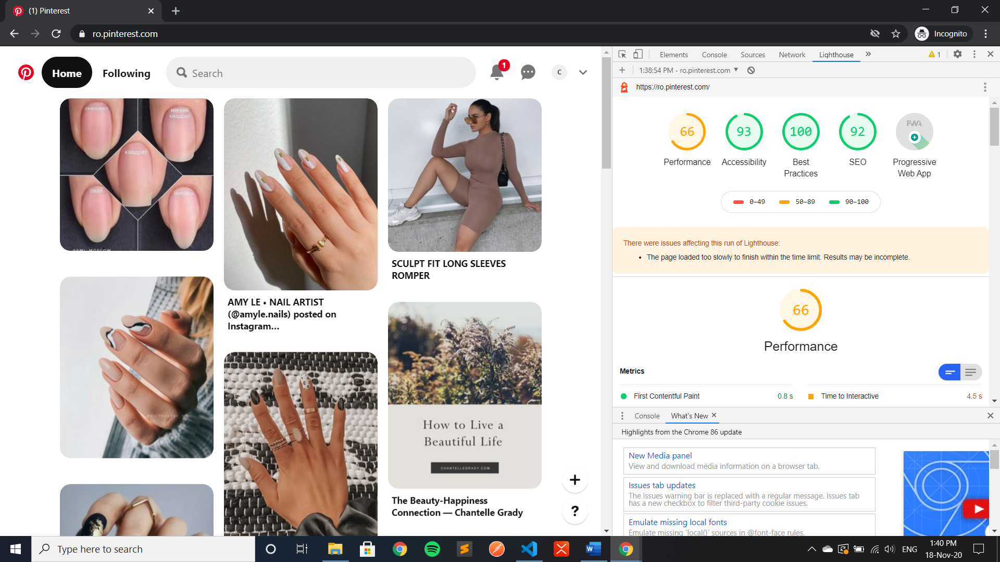 (1) Pinterest
ro.pinterest.com
Incognito
Home
Following
Search
1
C
сквоовал
мягкий
квадрат
квадрат
овал
миндаль
@EMI_MOSCOW
AMY LE • NAIL ARTIST
(@amyle.nails) posted on
Instagram...
SCULPT FIT LONG SLEEVES
ROMPER
How to Live a
Beautiful Life
CHANTELLEGRADY.COM
The Beauty-Happiness
Connection — Chantelle Grady
+
?
Elements
Console
Sources
Network
Lighthouse
»
1
1:38:54 PM - ro.pinterest.com
https://ro.pinterest.com/
66
93
100
92
PWA
Performance
Accessibility
Best
Practices
SEO
Progressive
Web App
0–49
50–89
90–100
There were issues affecting this run of Lighthouse:
• The page loaded too slowly to finish within the time limit. Results may be incomplete.
66
Performance
Metrics
First Contentful Paint
0.8 s
Time to Interactive
4.5 s
Console
What's New
Highlights from the Chrome 86 update
New Media panel
View and download media information on a browser tab.
Issues tab updates
The Issues warning bar is replaced with a regular message. Issues tab
has a new checkbox to filter third-party cookie issues.
Emulate missing local fonts
Emulate missing `local()` sources in @font-face rules.
Type here to search
ENG
1:40 PM
18-Nov-20